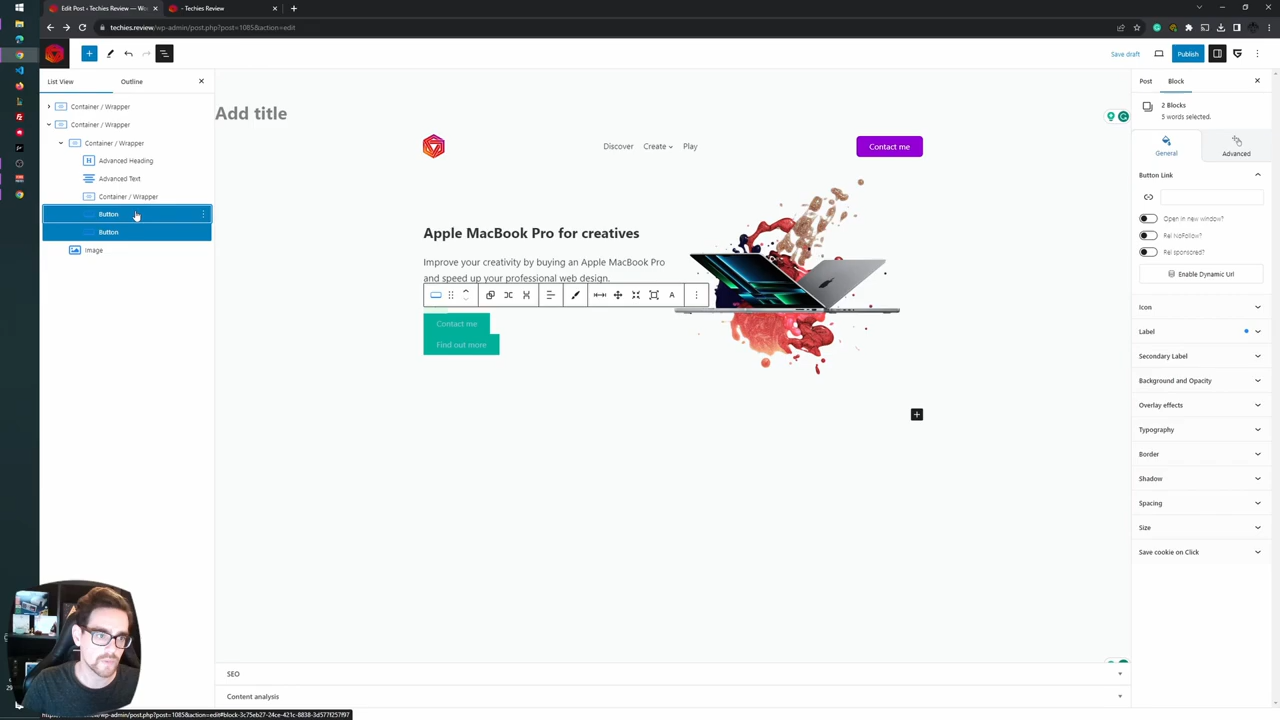 Edit Post ‹ Techies Review — Wo
- Techies Review
techies.review/wp-admin/post.php?post=1085&action=edit
Save draft
Publish
List View
Outline
Post
Block
Container / Wrapper
Container / Wrapper
Container / Wrapper
Advanced Heading
Advanced Text
Container / Wrapper
Button
Button
Image
Add title
Discover
Create
Play
Contact me
Apple MacBook Pro for creatives
Improve your creativity by buying an Apple MacBook Pro
and speed up your professional web design.
A
Contact me
Find out more
2 Blocks
5 words selected.
General
Advanced
Button Link
Open in new window?
Rel NoFollow?
Rel sponsored?
Enable Dynamic Url
Icon
Label
Secondary Label
Background and Opacity
Overlay effects
Typography
Border
Shadow
Spacing
Size
Save cookie on Click
SEO
Content analysis